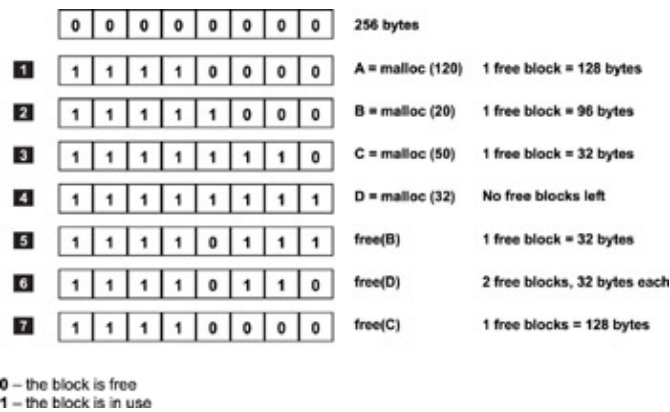 0 0 0 0 0 0 0 0 256 bytes
1 1 1 1 1 0 0 0 0 A = malloc (120) 1 free block = 128 bytes
2 1 1 1 1 1 0 0 0 B = malloc (20) 1 free block = 96 bytes
3 1 1 1 1 1 1 1 0 C = malloc (50) 1 free block = 32 bytes
4 1 1 1 1 1 1 1 1 D = malloc (32) No free blocks left
5 1 1 1 1 0 1 1 1 free(B) 1 free block = 32 bytes
6 1 1 1 1 0 1 1 0 free(D) 2 free blocks, 32 bytes each
7 1 1 1 1 0 0 0 0 free(C) 1 free blocks = 128 bytes
0 – the block is free
1 – the block is in use